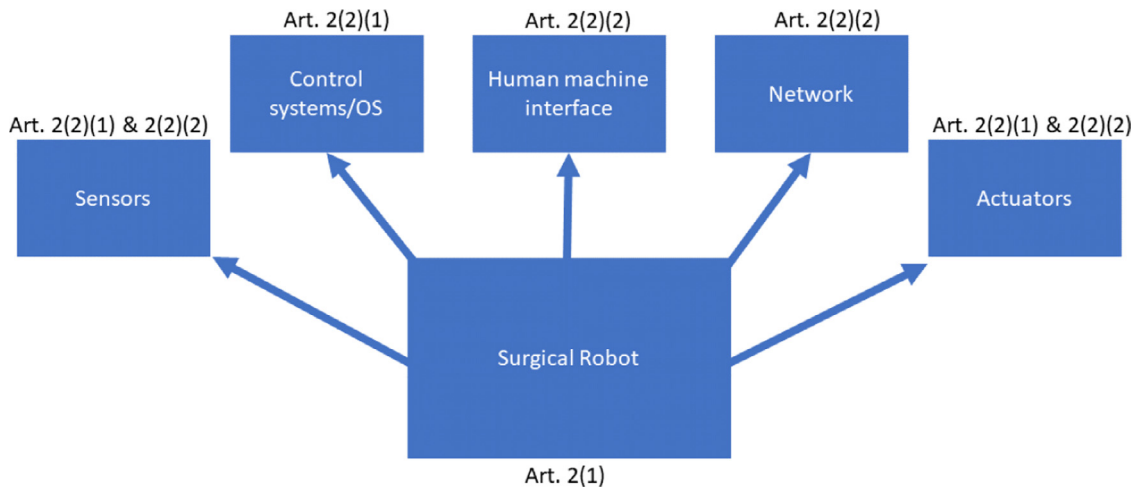 Art. 2(2)(1)
Control
systems/OS
Art. 2(2)(2)
Human machine
interface
Art. 2(2)(2)
Network
Art. 2(2)(1) & 2(2)(2)
Sensors
Art. 2(2)(1) & 2(2)(2)
Actuators
Surgical Robot
Art. 2(1)